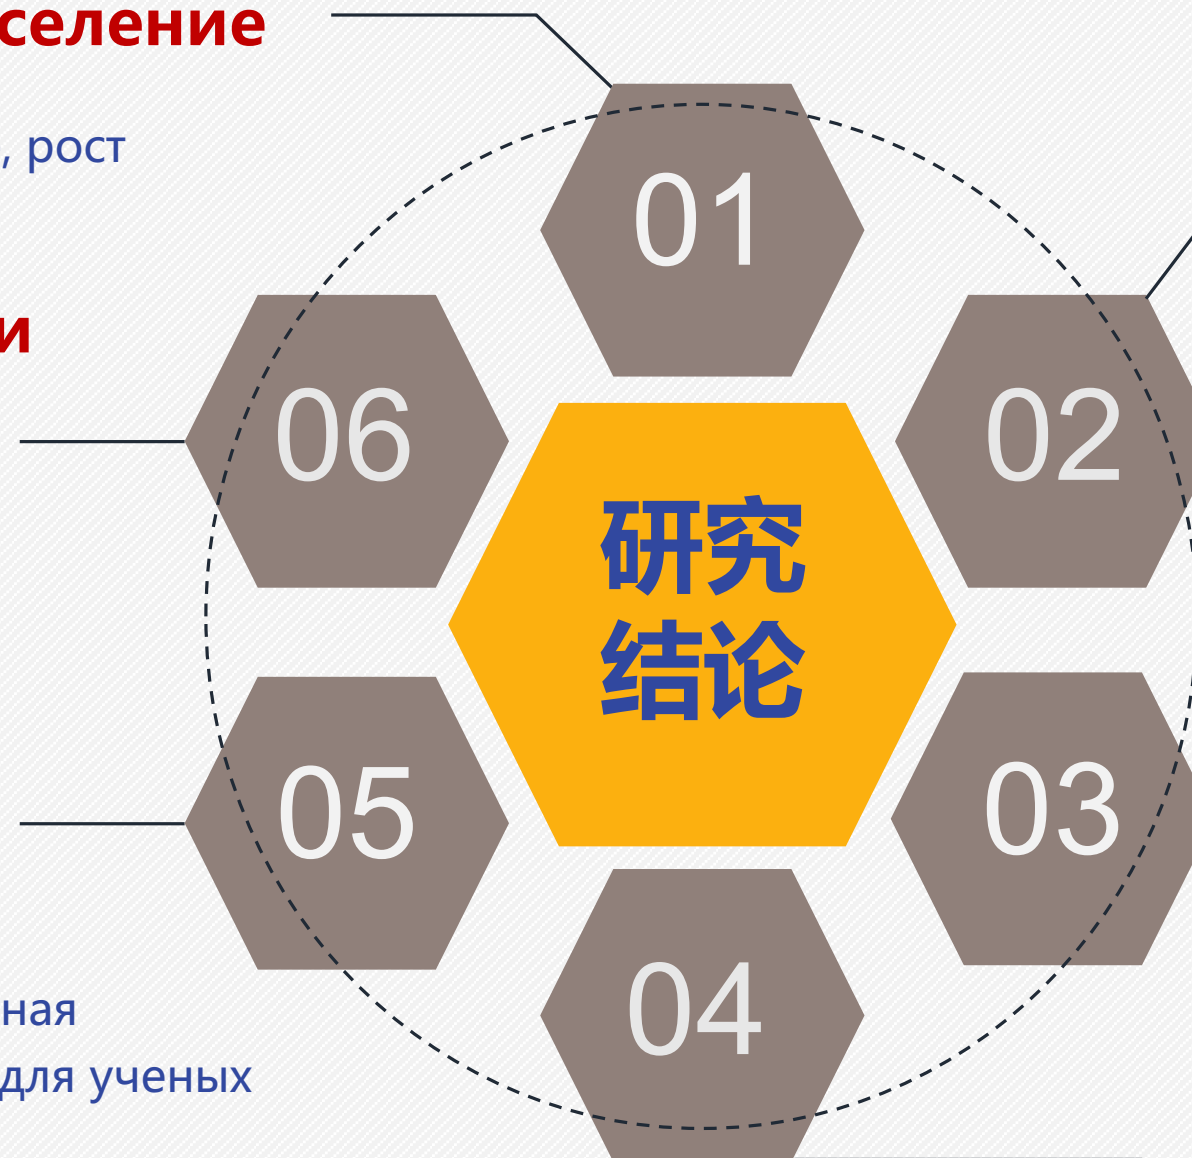 селение
, рост
и
ная
для ученых
01
02
03
04
05
06
研究
结论